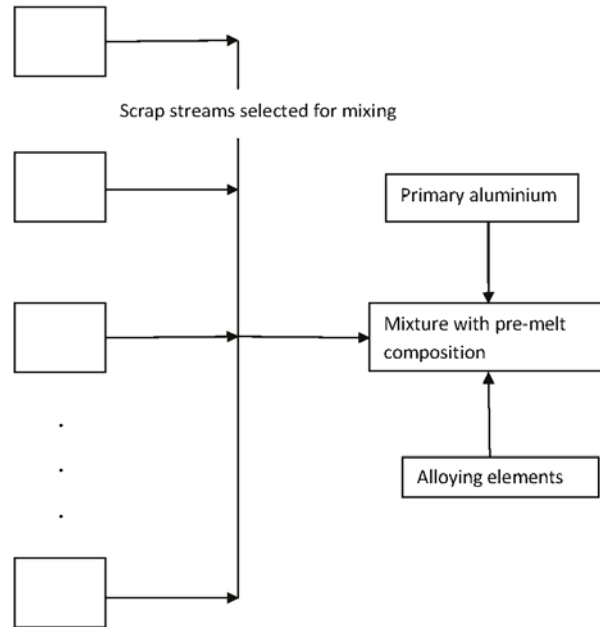 Scrap streams selected for mixing
Primary aluminium
Mixture with pre-melt
composition
Alloying elements